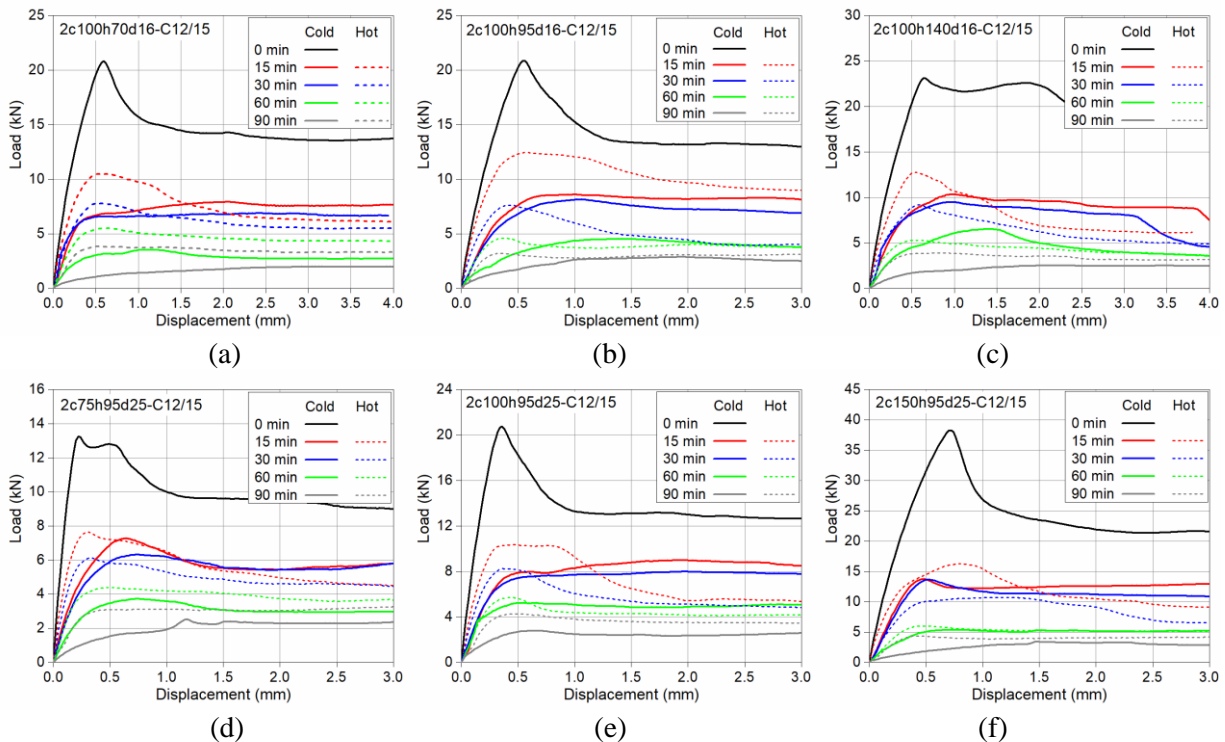 2c100h70d16-C12/15
Cold Hot
0 min
15 min
30 min
60 min
90 min
Load (kN)
25
20
15
10
5
0
0.0 0.5 1.0 1.5 2.0 2.5 3.0 3.5 4.0
Displacement (mm)
(a)
2c100h95d16-C12/15
Cold Hot
0 min
15 min
30 min
60 min
90 min
Load (kN)
25
20
15
10
5
0
0.0 0.5 1.0 1.5 2.0 2.5 3.0
Displacement (mm)
(b)
2c100h140d16-C12/15
Cold Hot
0 min
15 min
30 min
60 min
90 min
Load (kN)
30
25
20
15
10
5
0
0.0 0.5 1.0 1.5 2.0 2.5 3.0 3.5 4.0
Displacement (mm)
(c)
2c75h95d25-C12/15
Cold Hot
0 min
15 min
30 min
60 min
90 min
Load (kN)
16
14
12
10
8
6
4
2
0
0.0 0.5 1.0 1.5 2.0 2.5 3.0
Displacement (mm)
(d)
2c100h95d25-C12/15
Cold Hot
0 min
15 min
30 min
60 min
90 min
Load (kN)
24
20
16
12
8
4
0
0.0 0.5 1.0 1.5 2.0 2.5 3.0
Displacement (mm)
(e)
2c150h95d25-C12/15
Cold Hot
0 min
15 min
30 min
60 min
90 min
Load (kN)
45
40
35
30
25
20
15
10
5
0
0.0 0.5 1.0 1.5 2.0 2.5 3.0
Displacement (mm)
(f)